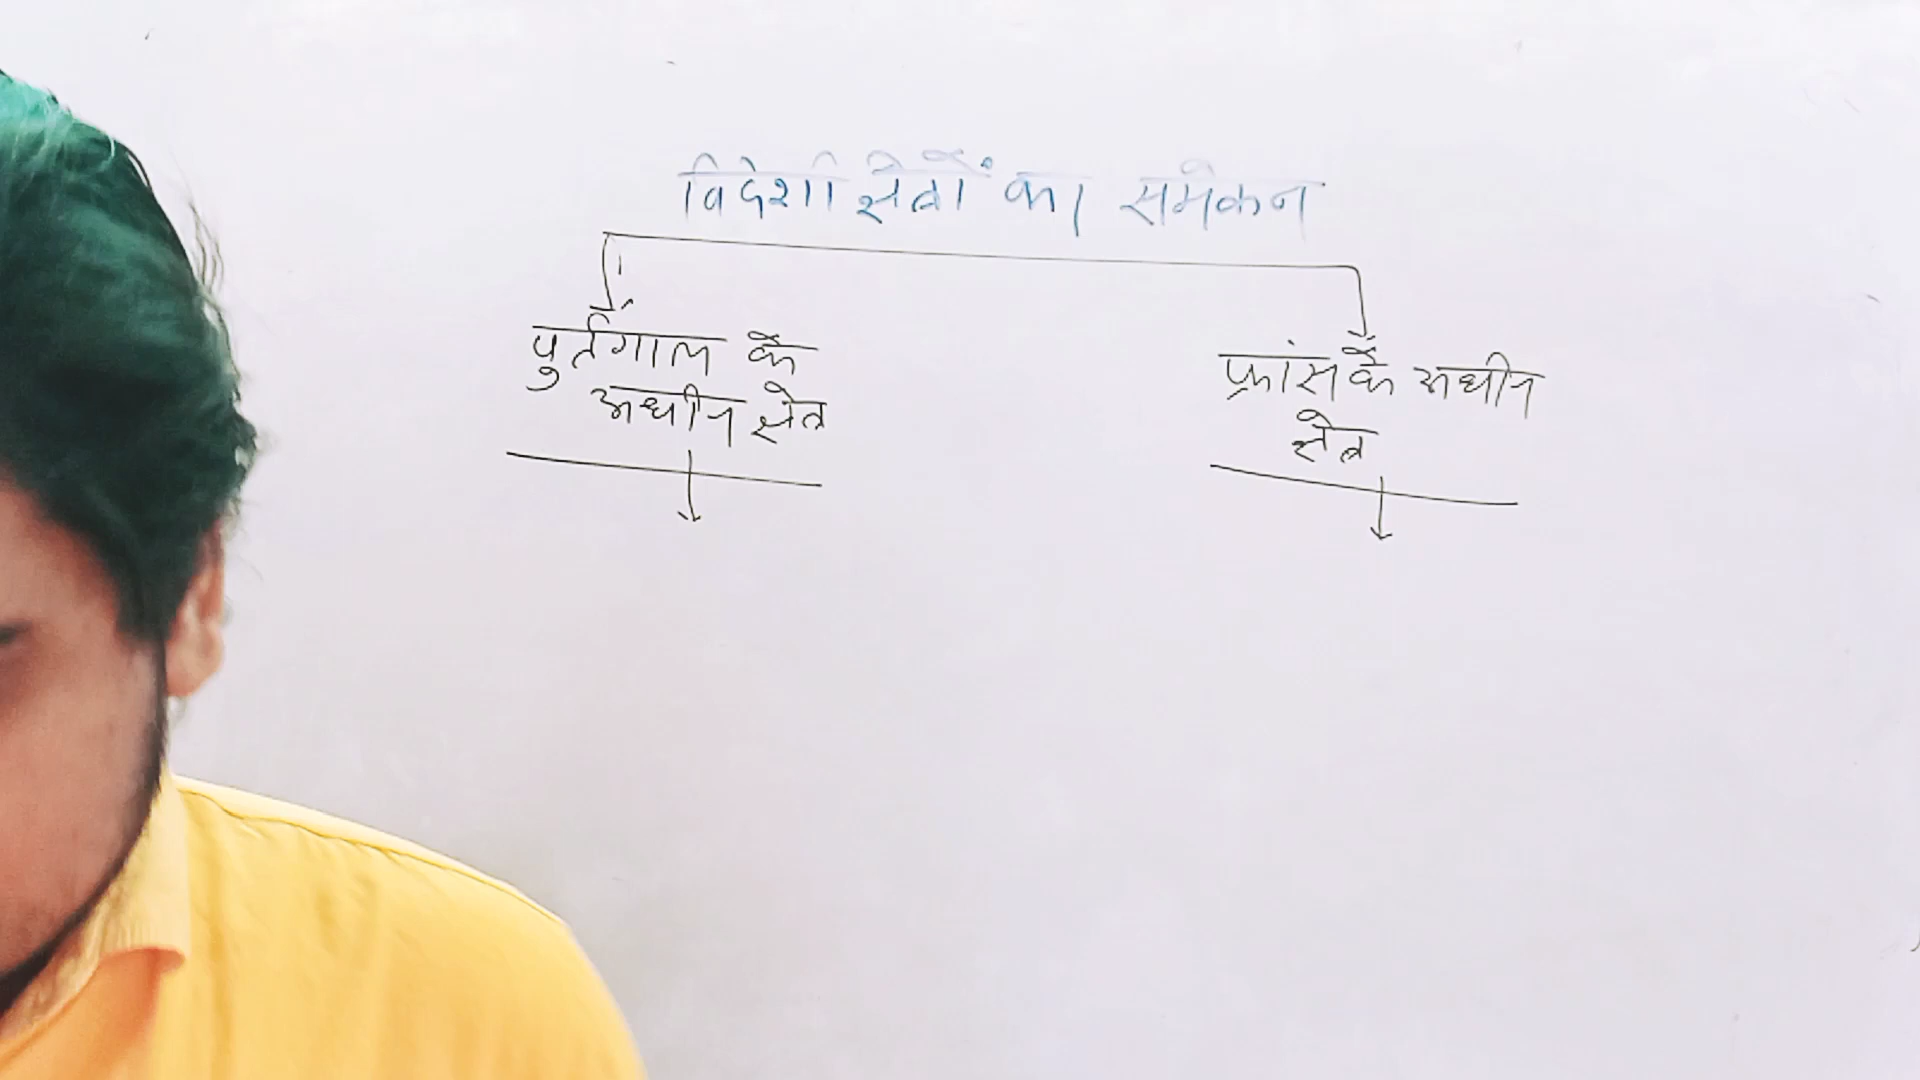 विदेशी क्षेत्रों का समेकन
पुर्तगाल के
अधीन क्षेत्र
फ्रांस के अधीन
क्षेत्र